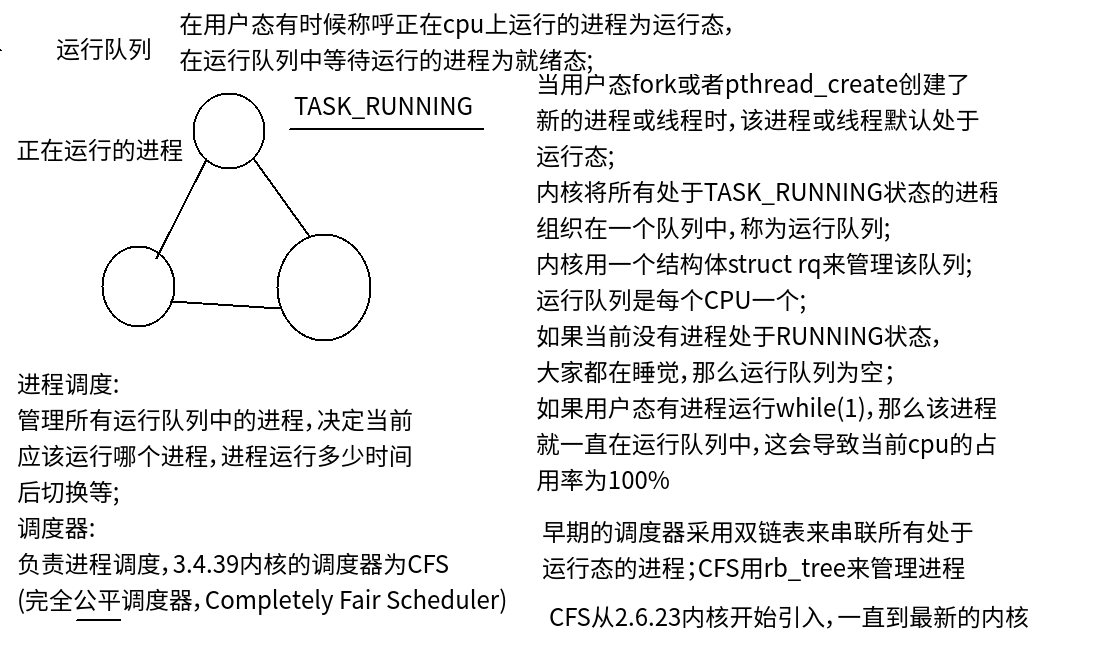 运行队列
在用户态有时候称呼正在cpu上运行的进程为运行态,
在运行队列中等待运行的进程为就绪态;
TASK_RUNNING
正在运行的进程
进程调度:
管理所有运行队列中的进程,决定当前
应该运行哪个进程,进程运行多少时间
后切换等;
调度器:
负责进程调度,3.4.39内核的调度器为CFS
(完全公平调度器,Completely Fair Scheduler)
当用户态fork或者pthread_create创建了
新的进程或线程时,该进程或线程默认处于
运行态;
内核将所有处于TASK_RUNNING状态的进程
组织在一个队列中,称为运行队列;
内核用一个结构体struct rq来管理该队列;
运行队列是每个CPU一个;
如果当前没有进程处于RUNNING状态,
大家都在睡觉,那么运行队列为空;
如果用户态有进程运行while(1),那么该进程
就一直在运行队列中,这会导致当前cpu的占
用率为100%
早期的调度器采用双链表来串联所有处于
运行态的进程;CFS用rb_tree来管理进程
CFS从2.6.23内核开始引入,一直到最新的内核